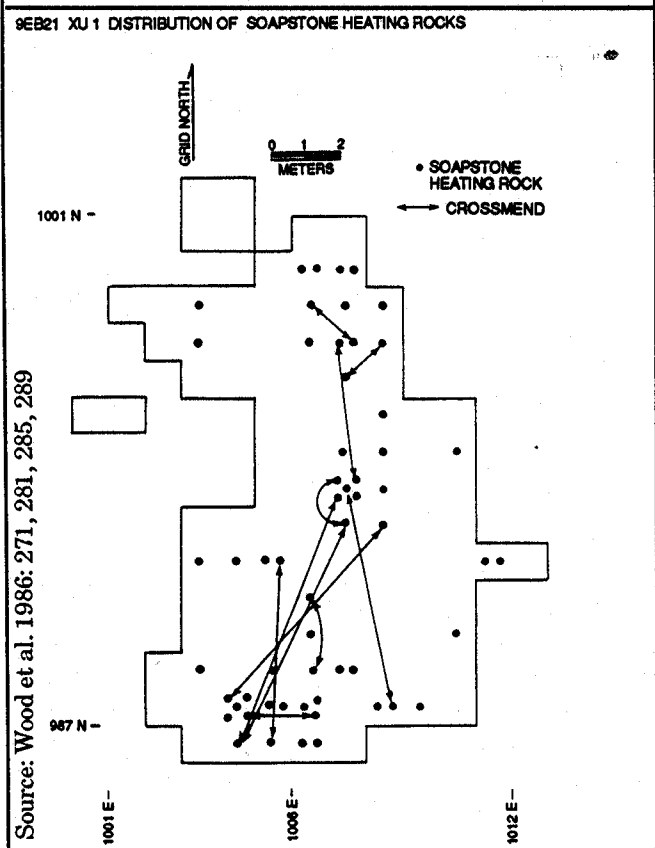 9EB21 XU 1 DISTRIBUTION OF SOAPSTONE HEATING ROCKS
GRID NORTH
0 1 2
METERS
SOAPSTONE
HEATING ROCK
CROSSMEND
1001 N
987 N
1001 E
1006 E
1012 E
Source: Wood et al. 1986: 271, 281, 285, 289